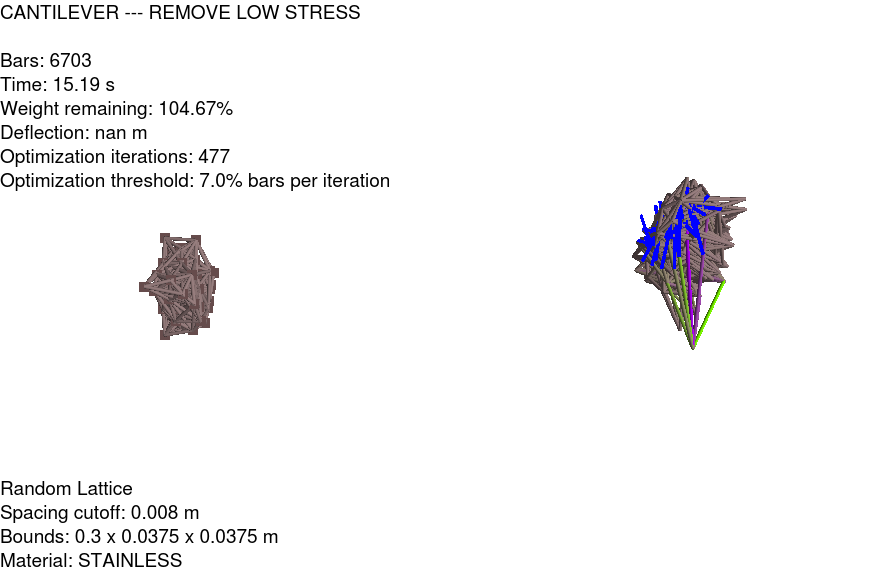 CANTILEVER --- REMOVE LOW STRESS
Bars: 6703
Time: 15.19 s
Weight remaining: 104.67%
Deflection: nan m
Optimization iterations: 477
Optimization threshold: 7.0% bars per iteration
Random Lattice
Spacing cutoff: 0.008 m
Bounds: 0.3 x 0.0375 x 0.0375 m
Material: STAINLESS